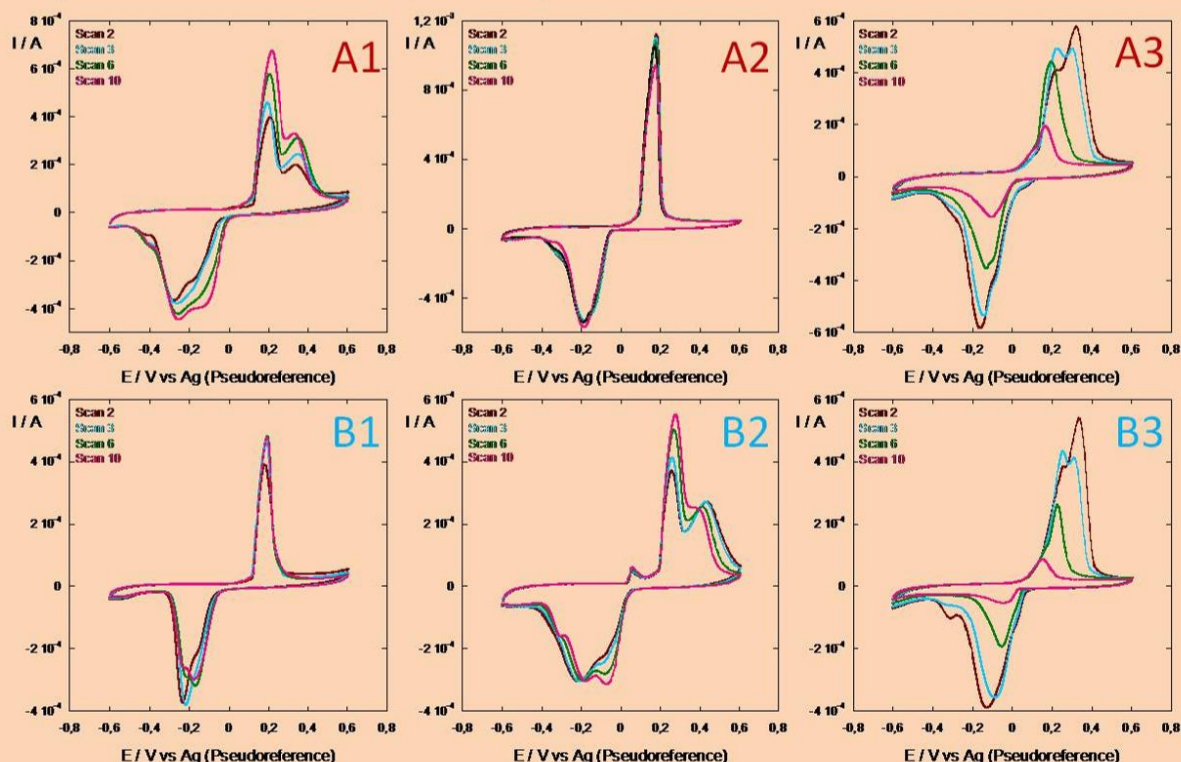 8 10⁻⁴
I / A
6 10⁻⁴
4 10⁻⁴
2 10⁻⁴
0
-2 10⁻⁴
-4 10⁻⁴
Scan 2
Scan 3
Scan 6
Scan 10
A1
-0,8 -0,6 -0,4 -0,2 0 0,2 0,4 0,6 0,8
E / V vs Ag (Pseudoreference)
1,2 10⁻³
I / A
8 10⁻⁴
4 10⁻⁴
0
-4 10⁻⁴
Scan 2
Scan 3
Scan 6
Scan 10
A2
-0,8 -0,6 -0,4 -0,2 0 0,2 0,4 0,6 0,8
E / V vs Ag (Pseudoreference)
6 10⁻⁴
I / A
4 10⁻⁴
2 10⁻⁴
0
-2 10⁻⁴
-4 10⁻⁴
-6 10⁻⁴
Scan 2
Scan 3
Scan 6
Scan 10
A3
-0,8 -0,6 -0,4 -0,2 0 0,2 0,4 0,6 0,8
E / V vs Ag (Pseudoreference)
6 10⁻⁴
I / A
4 10⁻⁴
2 10⁻⁴
0
-2 10⁻⁴
-4 10⁻⁴
Scan 2
Scan 3
Scan 6
Scan 10
B1
-0,8 -0,6 -0,4 -0,2 0 0,2 0,4 0,6 0,8
E / V vs Ag (Pseudoreference)
6 10⁻⁴
I / A
4 10⁻⁴
2 10⁻⁴
0
-2 10⁻⁴
-4 10⁻⁴
Scan 2
Scan 3
Scan 6
Scan 10
B2
-0,8 -0,6 -0,4 -0,2 0 0,2 0,4 0,6 0,8
E / V vs Ag (Pseudoreference)
6 10⁻⁴
I / A
4 10⁻⁴
2 10⁻⁴
0
-2 10⁻⁴
-4 10⁻⁴
Scan 2
Scan 3
Scan 6
Scan 10
B3
-0,8 -0,6 -0,4 -0,2 0 0,2 0,4 0,6 0,8
E / V vs Ag (Pseudoreference)